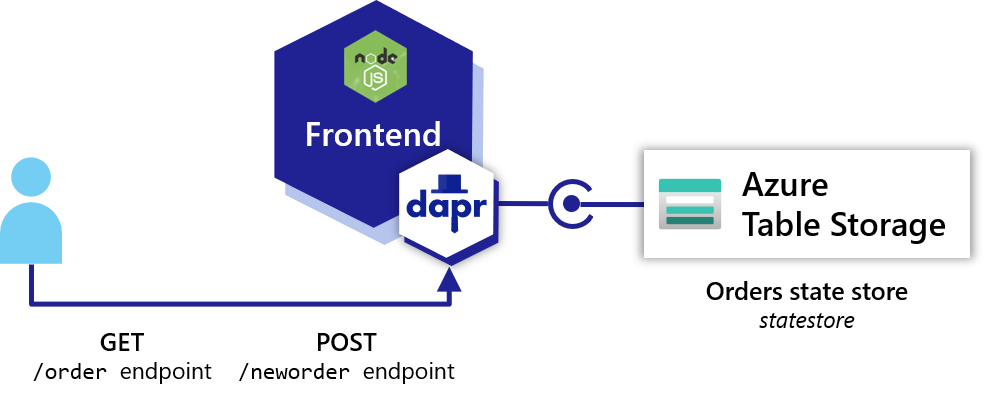 node
JS
Frontend
dapr
Azure
Table Storage
Orders state store
statestore
GET
/order endpoint
POST
/neworder endpoint